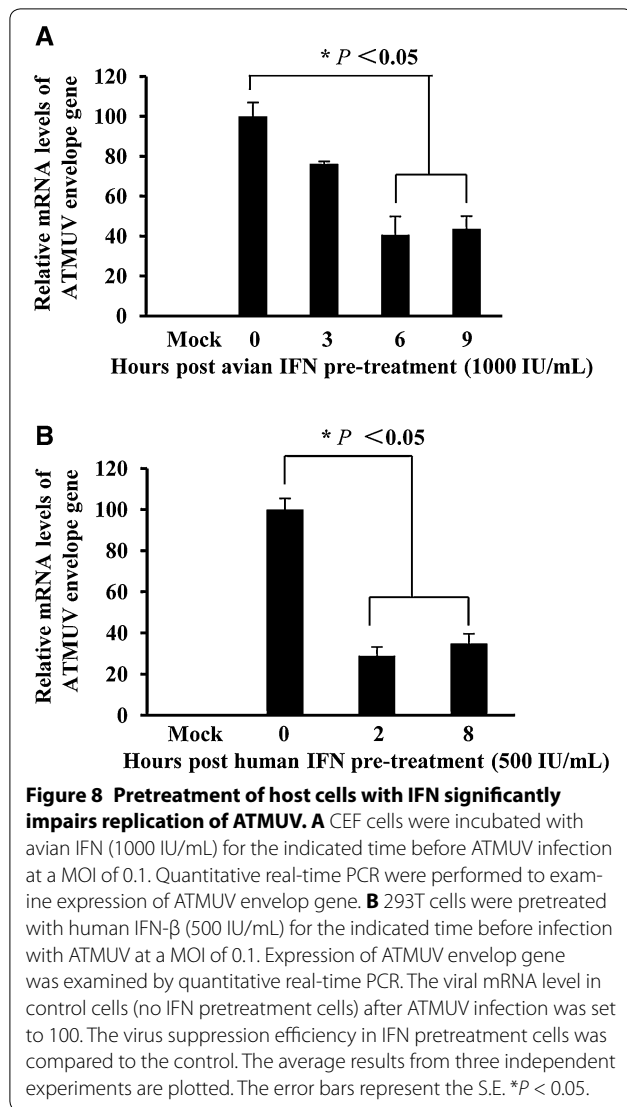 A
* P <0.05
Relative mRNA levels of
ATMUV envelope gene
120
100
80
60
40
20
0
Mock 0 3 6 9
Hours post avian IFN pre-treatment (1000 IU/mL)
B
* P <0.05
Relative mRNA levels of
ATMUV envelope gene
120
100
80
60
40
20
0
Mock 0 2 8
Hours post human IFN pre-treatment (500 IU/mL)
Figure 8 Pretreatment of host cells with IFN significantly
impairs replication of ATMUV. A CEF cells were incubated with
avian IFN (1000 IU/mL) for the indicated time before ATMUV infection
at a MOI of 0.1. Quantitative real-time PCR were performed to exam-
ine expression of ATMUV envelop gene. B 293T cells were pretreated
with human IFN-β (500 IU/mL) for the indicated time before infection
with ATMUV at a MOI of 0.1. Expression of ATMUV envelop gene
was examined by quantitative real-time PCR. The viral mRNA level in
control cells (no IFN pretreatment cells) after ATMUV infection was set
to 100. The virus suppression efficiency in IFN pretreatment cells was
compared to the control. The average results from three independent
experiments are plotted. The error bars represent the S.E. *P < 0.05.